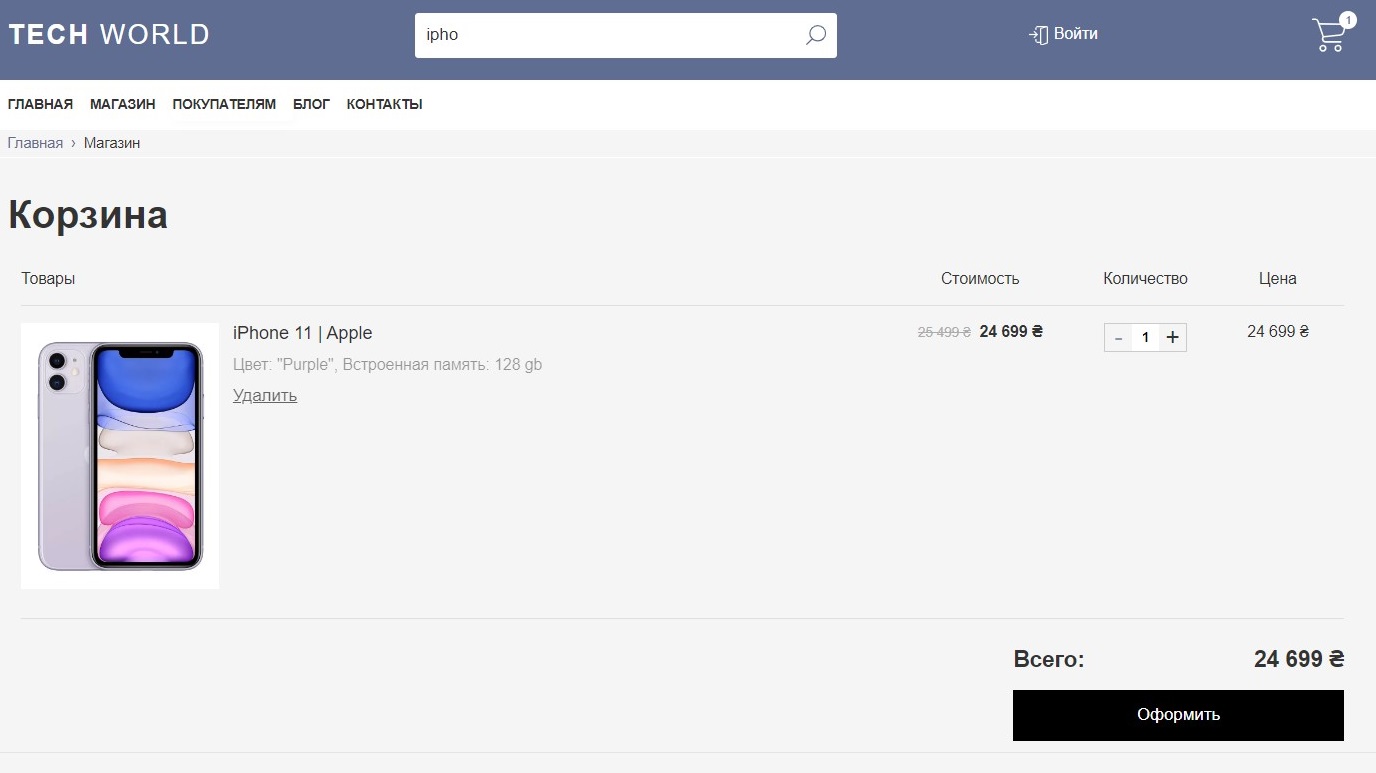 TECH WORLD
ipho
Войти
1
ГЛАВНАЯ МАГАЗИН ПОКУПАТЕЛЯМ БЛОГ КОНТАКТЫ
Главная › Магазин
Корзина
Товары Стоимость Количество Цена
iPhone 11 | Apple 25 499 ₴ 24 699 ₴ - 1 + 24 699 ₴
Цвет: "Purple", Встроенная память: 128 gb
Удалить
Всего: 24 699 ₴
Оформить